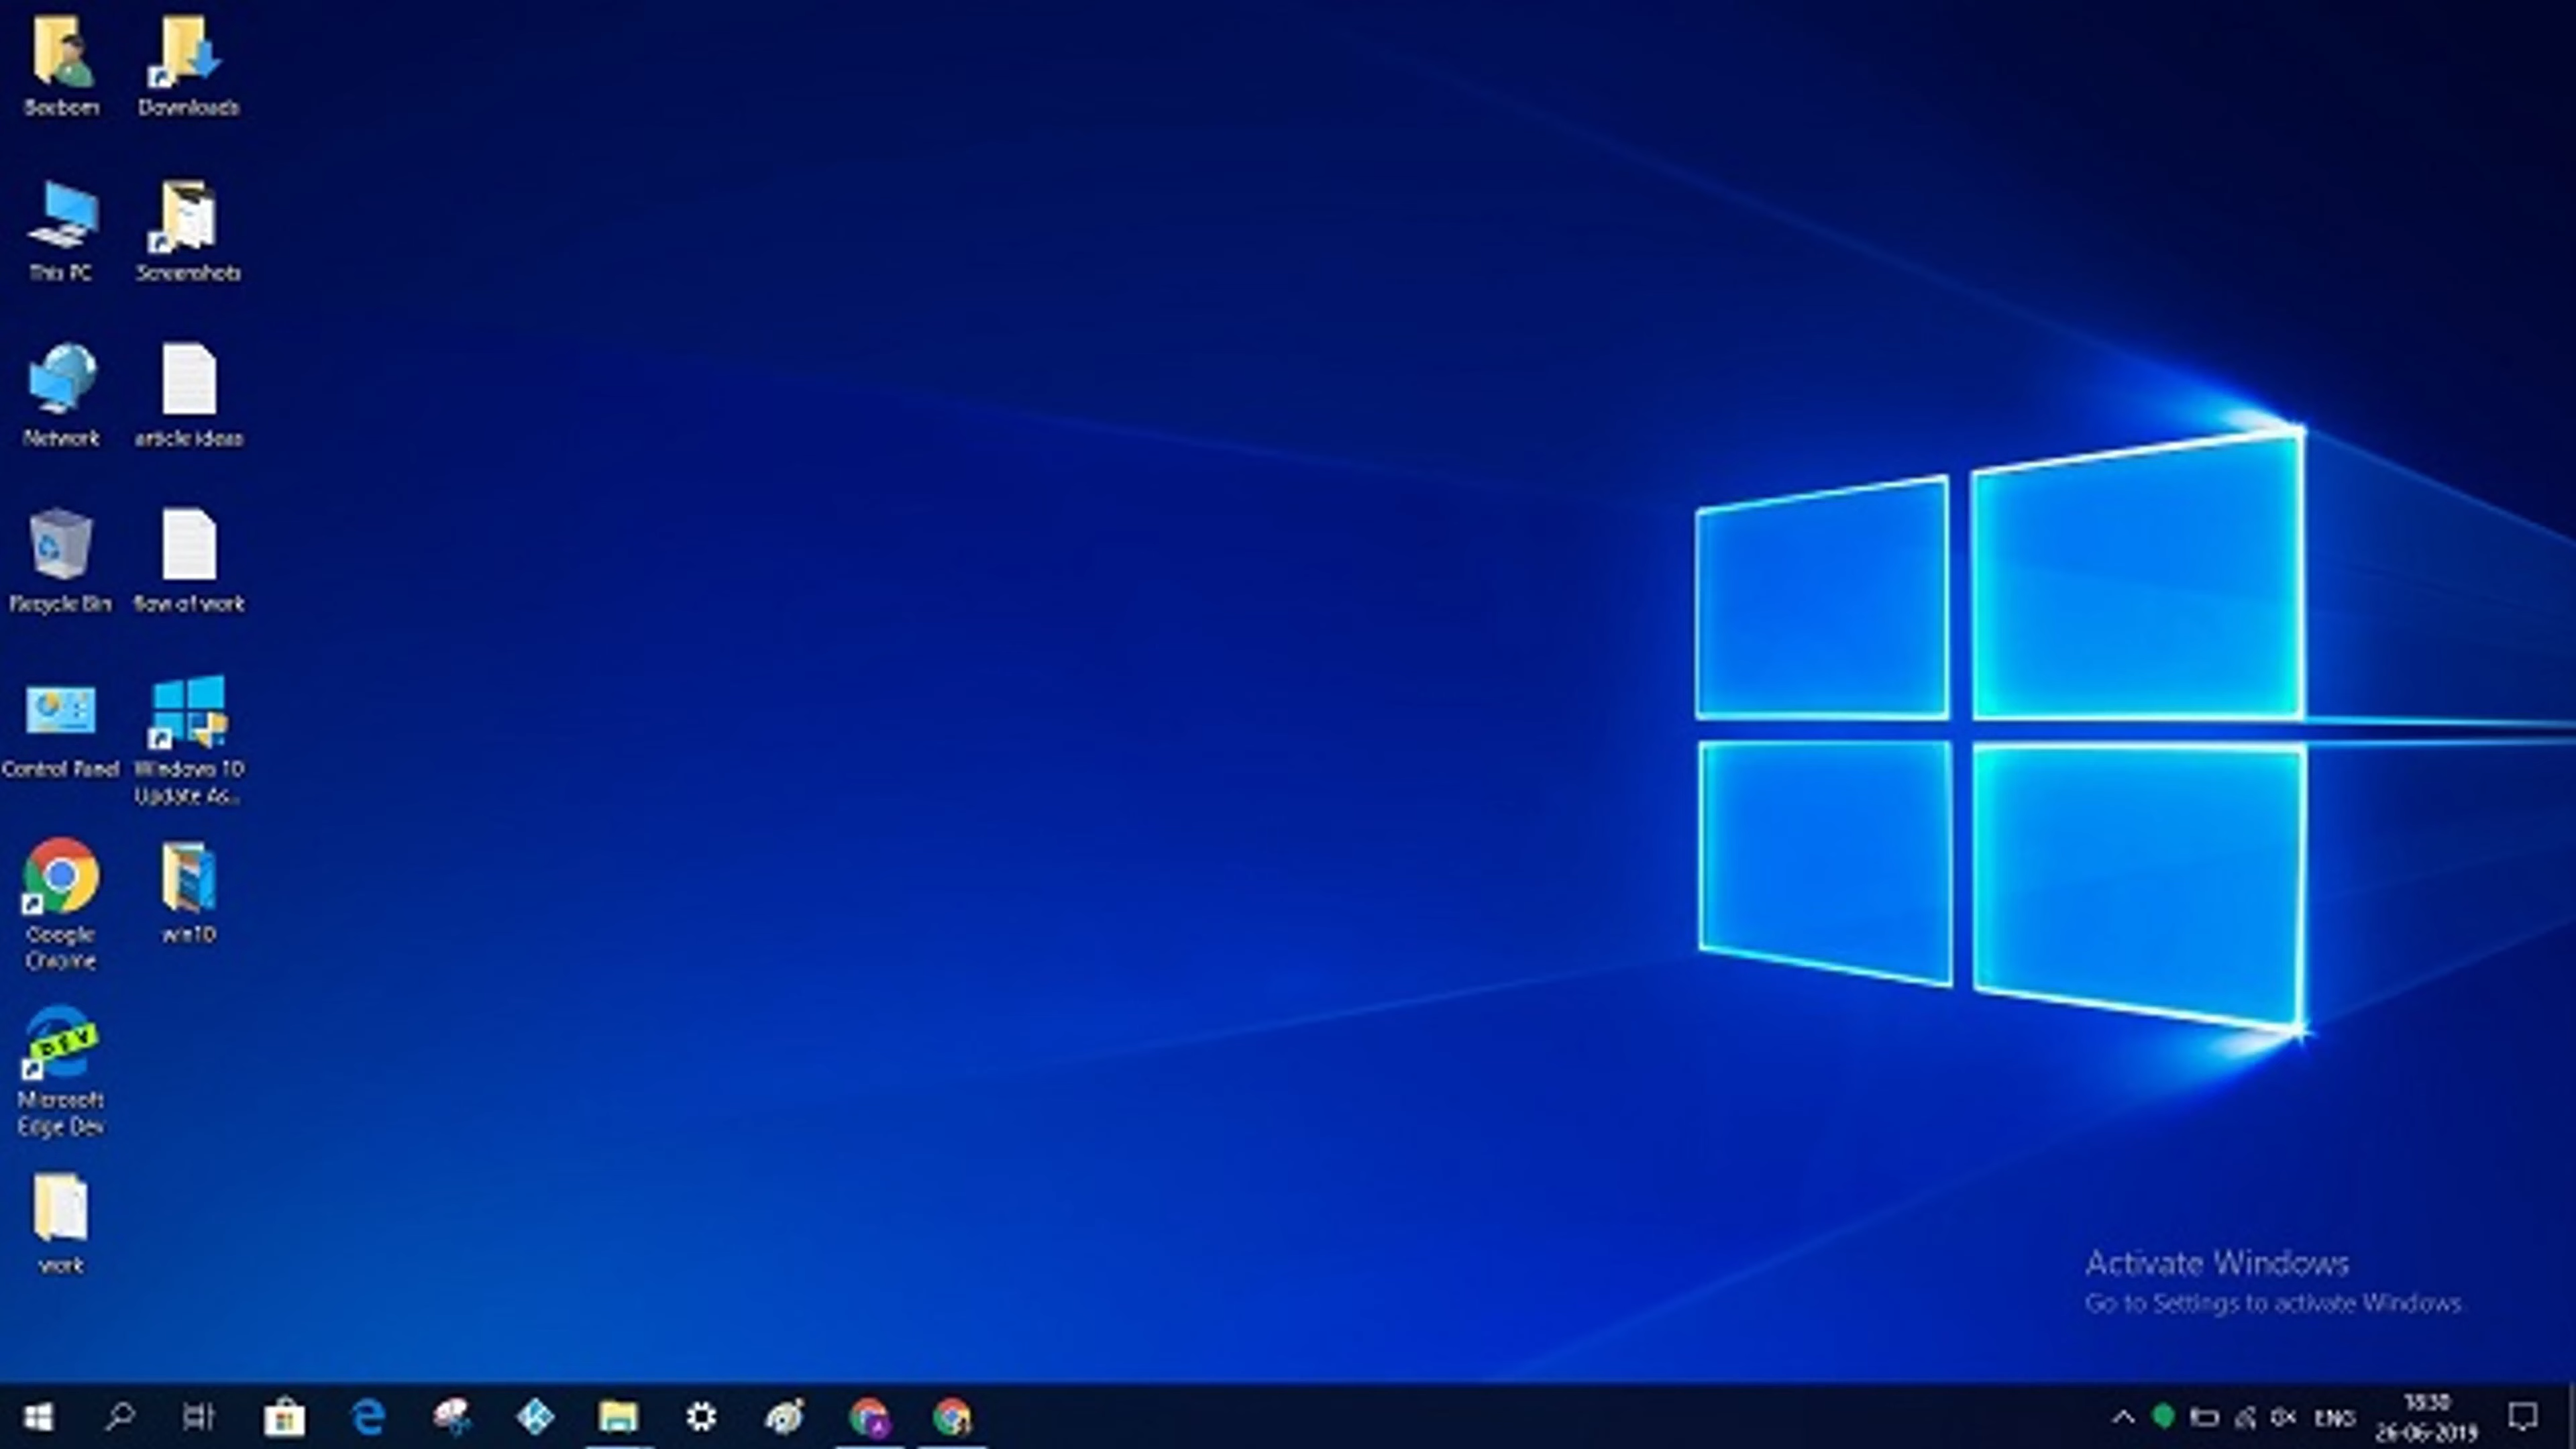 Beebom
Downloads
This PC
Screenshots
Network
article ideas
Recycle Bin
flow of work
Control Panel
Windows 10
Update As...
Google
Chrome
win10
DEV
Microsoft
Edge Dev
work
Activate Windows
Go to Settings to activate Windows.
ENG
18:30
26-06-2019